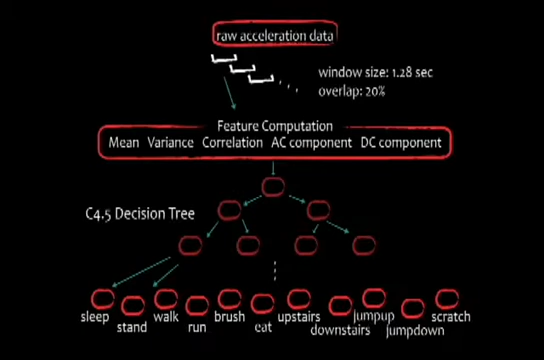 raw acceleration data
window size: 1.28 sec
overlap: 20%
Feature Computation
Mean Variance Correlation AC component DC component
C4.5 Decision Tree
sleep
stand
walk
run
brush
eat
upstairs
downstairs
jumpup
jumpdown
scratch